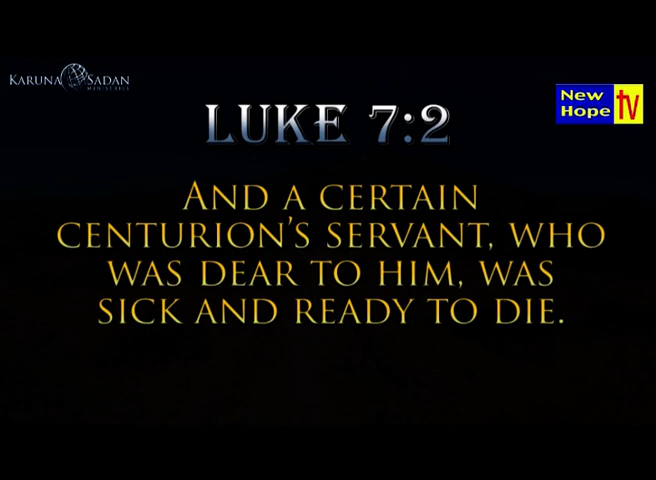 KARUNA SADAN
MINISTRIES
New
Hope tv
LUKE 7:2
AND A CERTAIN
CENTURION'S SERVANT, WHO
WAS DEAR TO HIM, WAS
SICK AND READY TO DIE.